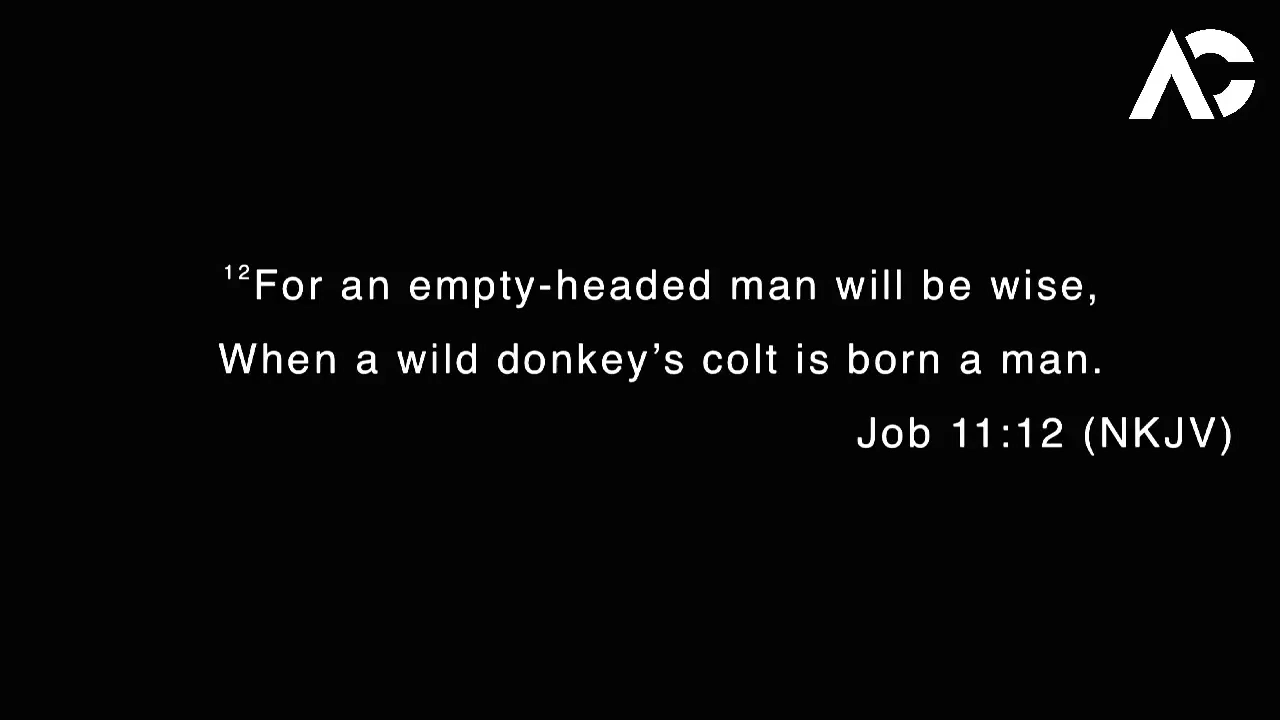 AC
¹²For an empty-headed man will be wise,
When a wild donkey’s colt is born a man.
Job 11:12 (NKJV)